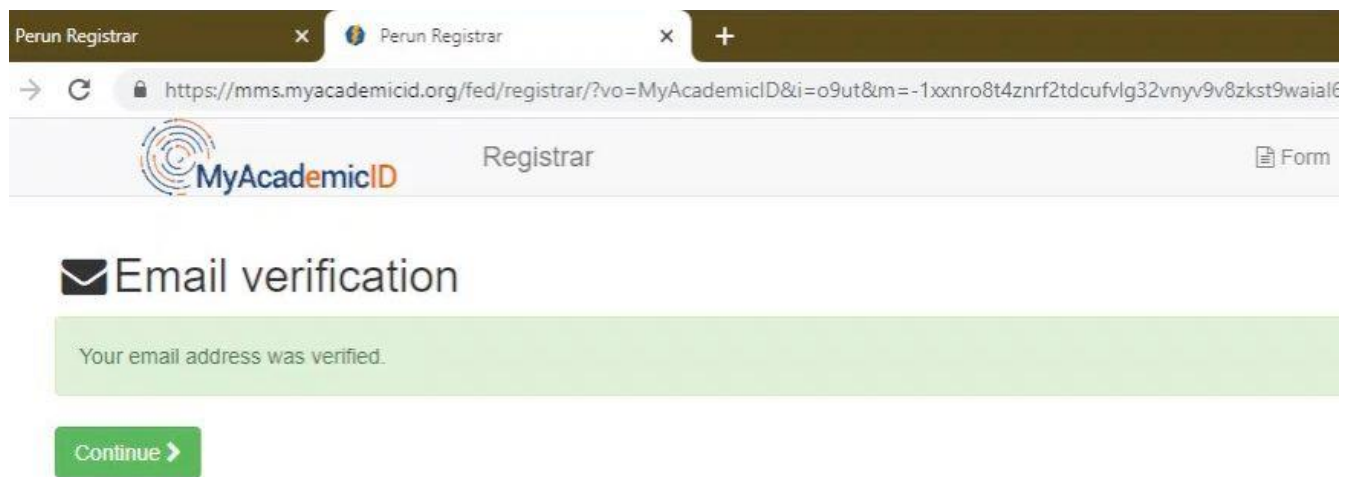 Perun Registrar
Perun Registrar
https://mms.myacademicid.org/fed/registrar/?vo=MyAcademicID&i=o9ut&m=-1xxnro8t4znrf2tdcufvlg32vnyv9v8zkst9waial6
MyAcademicID
Registrar
Form
Email verification
Your email address was verified.
Continue